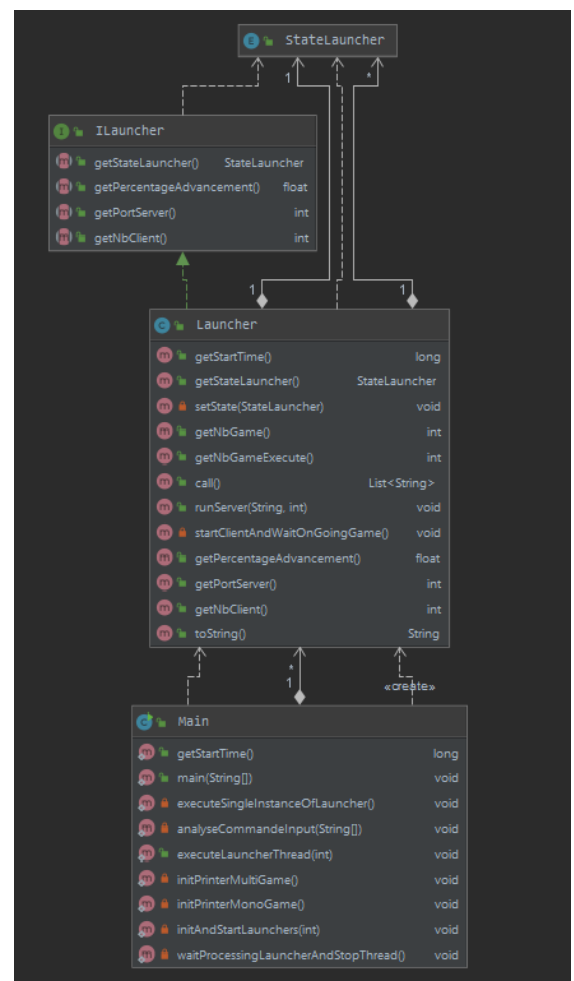 E StateLauncher
1 *
I ILauncher
m getStateLauncher() StateLauncher
m getPercentageAdvancement() float
m getPortServer() int
m getNbClient() int
1 1
C Launcher
m getStartTime() long
m getStateLauncher() StateLauncher
m setState(StateLauncher) void
m getNbGame() int
m getNbGameExecute() int
m call() List<String>
m runServer(String, int) void
m startClientAndWaitOnGoingGame() void
m getPercentageAdvancement() float
m getPortServer() int
m getNbClient() int
m toString() String
*
1 «create»
C Main
m getStartTime() long
m main(String[]) void
m executeSingleInstanceOfLauncher() void
m analyseCommandeInput(String[]) void
m executeLauncherThread(int) void
m initPrinterMultiGame() void
m initPrinterMonoGame() void
m initAndStartLaunchers(int) void
m waitProcessingLauncherAndStopThread() void